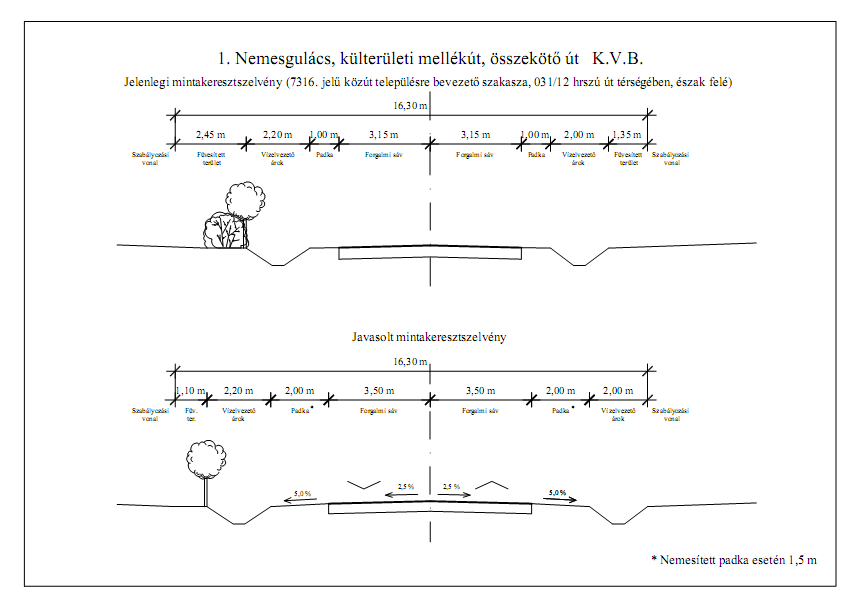 1. Nemesgulács, külterületi mellékút, összekötő út K.V.B.
Jelenlegi mintakeresztszelvény (7316. jelű közút településre bevezető szakasza, 031/12 hrszú út térségében, észak felé)
16,30 m
2,45 m 2,20 m 1,00 m 3,15 m 3,15 m 1,00 m 2,00 m 1,35 m
Szabályozási Füvesített Vízelvezető Padka Forgalmi sáv Forgalmi sáv Padka Vízelvezető Füvesített Szabályozási
vonal terület árok árok terület vonal
Javasolt mintakeresztszelvény
16,30 m
1,10 m 2,20 m 2,00 m 3,50 m 3,50 m 2,00 m 2,00 m
Szabályozási Füv. Vízelvezető Padka* Forgalmi sáv Forgalmi sáv Padka* Vízelvezető Szabályozási
vonal ter. árok árok vonal
5,0% 2,5% 2,5% 5,0%
* Nemesített padka esetén 1,5 m